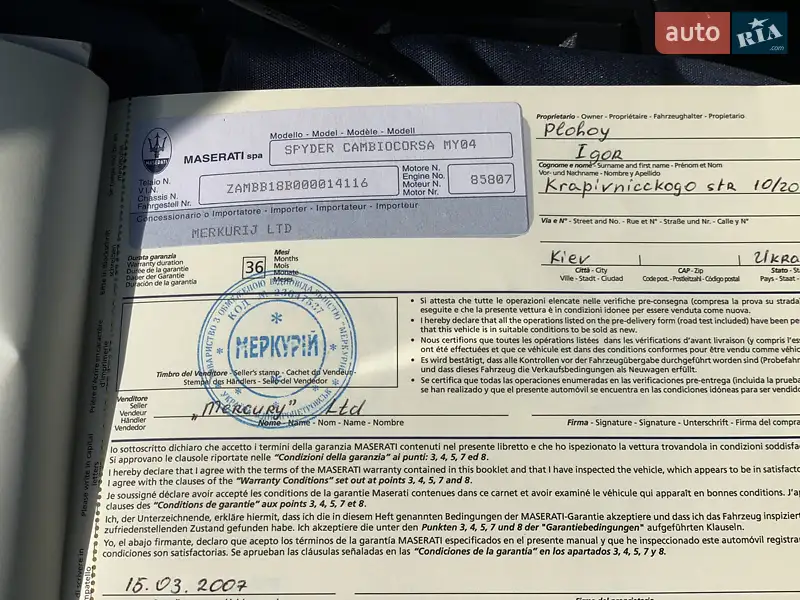 auto RIA.com
Modello - Model - Modèle - Modell
MASERATI spa
SPYDER CAMBIOCORSA MY04
Telaio N.
V.I.N.
Chassis N.
Fahrgestell Nr.
ZAMBB18B000014116
Motore N.
Engine No.
Moteur N.
Motor Nr.
85807
Concessionario o Importatore - Importer - Importateur - Importeur
MERKURIJ LTD
Proprietario - Owner - Propriétaire - Fahrzeughalter - Propietario
Plohoy
Igor
Cognome e nome - Surname and first name - Prénom et Nom
Vor- und Nachname - Nombre y Apellido
Krapivnicckogo str 10/20
Via e N° - Street and No. - Rue et N° - Straße und Nr. - Calle y N°
Kiev
Ukra
Città - City
Ville - Stadt - Ciudad
CAP - Zip
Code post. - Postleitzahl - Código postal
Stato - St
Pays - Staat -
Durata garanzia
Warranty duration
Durée de la garantie
Dauer der Garantie
Duración de la garantía
36
Mesi
Months
Mois
Monate
Meses
КОД № 23647527
МЕРКУРІЙ
Timbro del Venditore - Seller's stamp - Cachet du Vendeur -
Stempel des Händlers - Sello del Vendedor
Si attesta che tutte le operazioni elencate nelle verifiche pre-consegna (compresa la prova su strada
eseguite e che la presente vettura è in condizioni idonee per essere venduta come nuova.
I hereby declare that all the operations listed on the pre-delivery form (road test included) have been pe
that this vehicle is in suitable conditions to be sold as new.
Nous certifions que toutes les opérations listées dans les vérifications d'avant livraison (y compris l'ess
ont été effectuées et que ce véhicule est dans des conditions conformes pour être vendu comme véhic
Es wird bestätigt, dass alle Kontrollen vor der Fahrzeugübergabe durchgeführt worden sind (Probefahrt
und dass dieses Fahrzeug die Verkaufsbedingungen als Neuwagen erfüllt.
Se certifica que todas las operaciones enumeradas en las verificaciones pre-entrega (incluida la prueba
se han realizado y que el presente automóvil se encuentra en las condiciones idóneas para ser vendido
Venditore
Seller
Vendeur
Händler
Vendedor
„Mercury" Ltd
Nome - Name - Nom - Name - Nombre
Firma - Signature - Signature - Unterschrift - Firma del compra
Io sottoscritto dichiaro che accetto i termini della garanzia MASERATI contenuti nel presente libretto e che ho ispezionato la vettura trovandola in condizioni soddisfac
Si approvano le clausole riportate nelle "Condizioni della garanzia" ai punti: 3, 4, 5, 7 ed 8.
I hereby declare that I agree with the terms of the MASERATI warranty contained in this booklet and that I have inspected the vehicle, which appears to be in satisfacto
I agree with the clauses of the "Warranty Conditions" set out at points 3, 4, 5, 7 and 8.
Je soussigné déclare avoir accepté les conditions de la garantie Maserati contenues dans ce carnet et avoir examiné le véhicule qui apparaît en bonnes conditions. J'ap
clauses des "Conditions de garantie" aux points 3, 4, 5, 7 et 8.
Ich, der Unterzeichnende, erkläre hiermit, dass ich die in diesem Heft genannten Bedingungen der MASERATI-Garantie akzeptiere und dass ich das Fahrzeug inspizier
zufriedenstellenden Zustand gefunden habe. Ich akzeptiere die unter den Punkten 3, 4, 5, 7 und 8 der "Garantiebedingungen" aufgeführten Klauseln.
Yo, el abajo firmante, declaro que acepto los términos de la garantía MASERATI especificados en el presente manual y que he inspeccionado este automóvil registra
condiciones son satisfactorias. Se aprueban las cláusulas señaladas en las "Condiciones de la garantía" en los apartados 3, 4, 5, 7 y 8.
15.03.2007
Please write in capital
letters